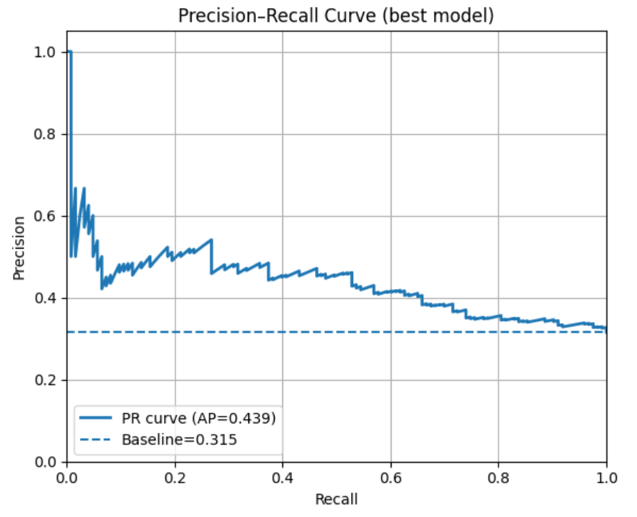 Precision–Recall Curve (best model)
1.0
0.8
0.6
0.4
0.2
0.0
Precision
PR curve (AP=0.439)
Baseline=0.315
0.0 0.2 0.4 0.6 0.8 1.0
Recall